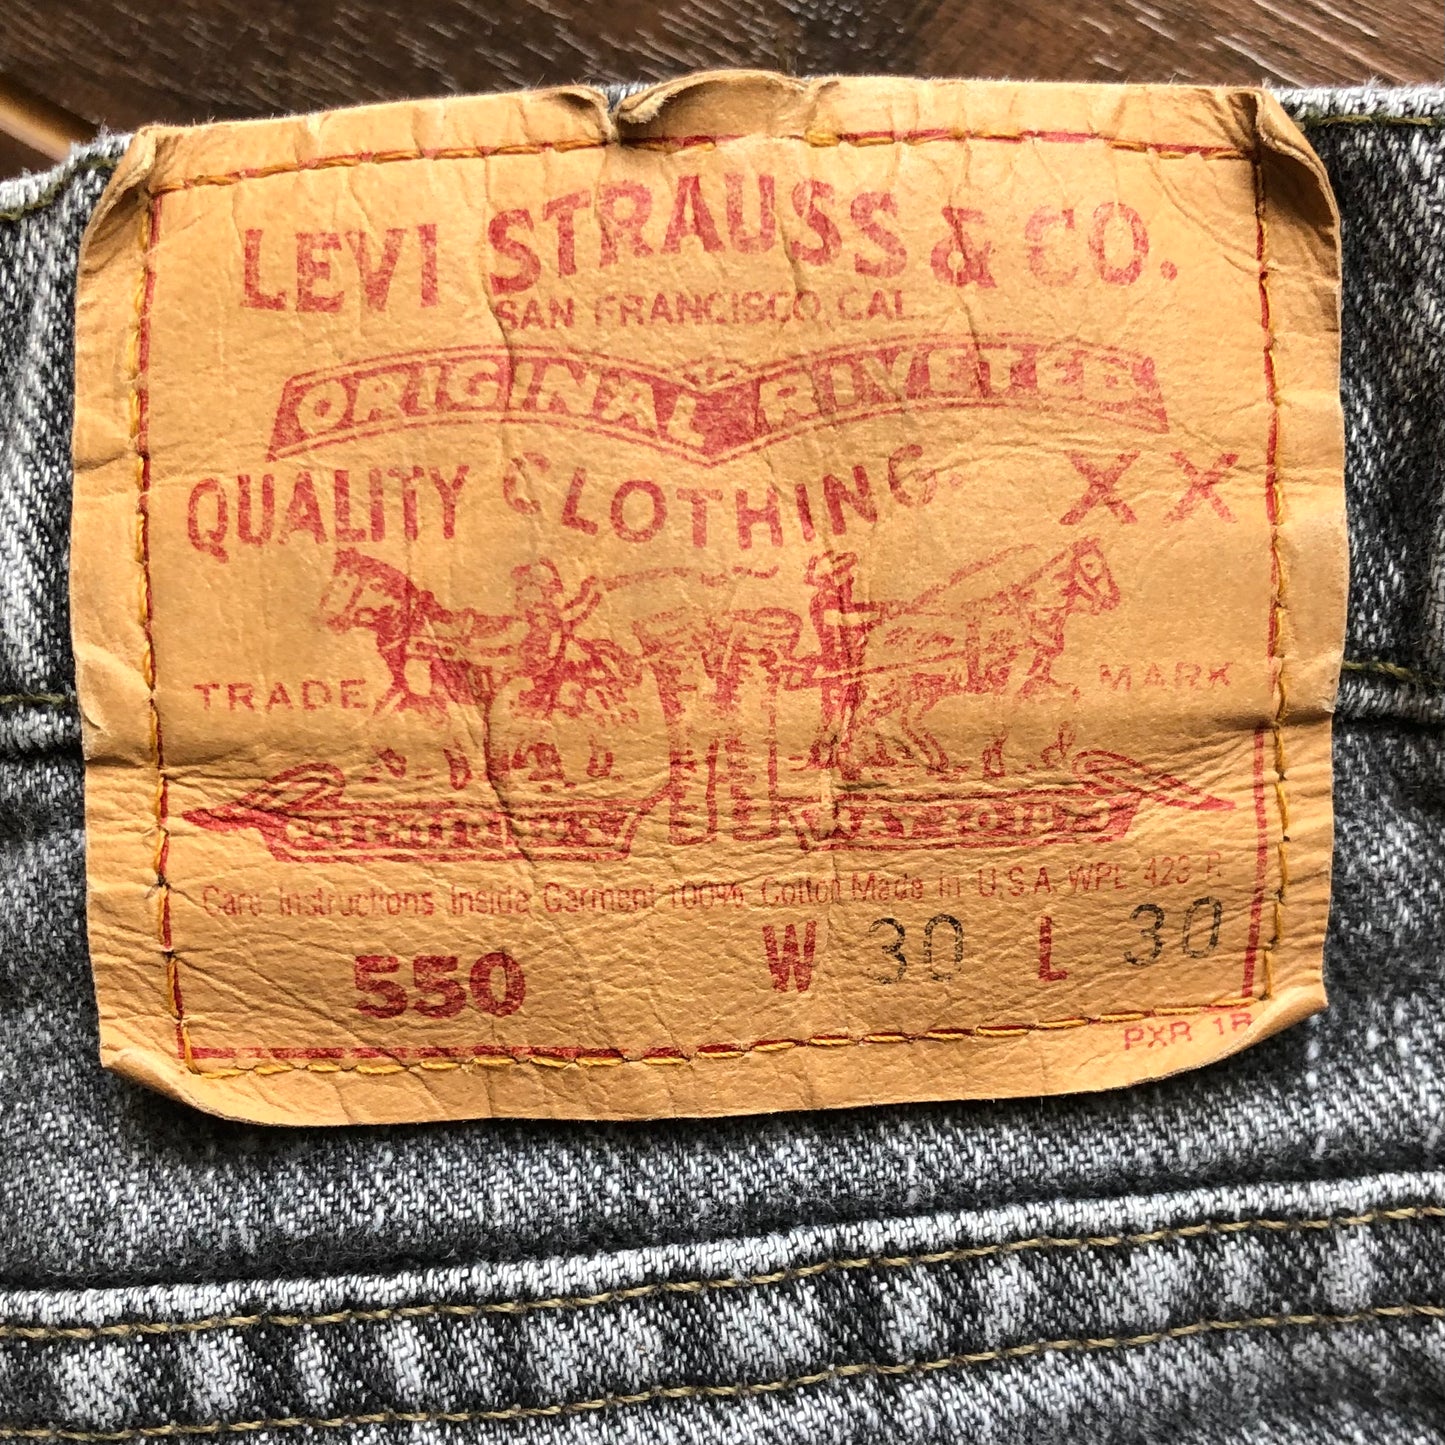 LEVI STRAUSS & CO.
SAN FRANCISCO, CAL.
ORIGINAL RIVETED
QUALITY CLOTHING. XX
TRADE MARK
Care Instructions Inside Garment 100% Cotton Made in U.S.A. WPL 423 R
550 W 30 L 30
PXR 1R